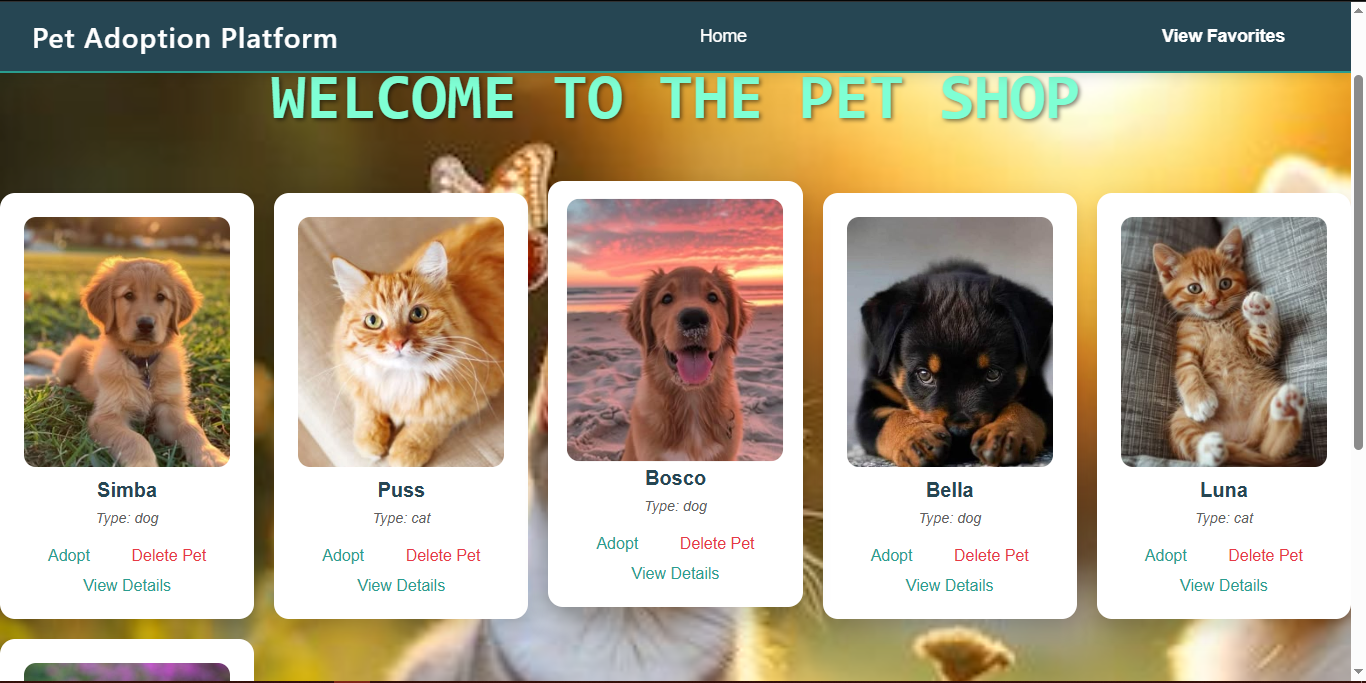 Pet Adoption Platform
Home
View Favorites
WELCOME TO THE PET SHOP
Simba
Type: dog
Adopt Delete Pet
View Details
Puss
Type: cat
Adopt Delete Pet
View Details
Bosco
Type: dog
Adopt Delete Pet
View Details
Bella
Type: dog
Adopt Delete Pet
View Details
Luna
Type: cat
Adopt Delete Pet
View Details